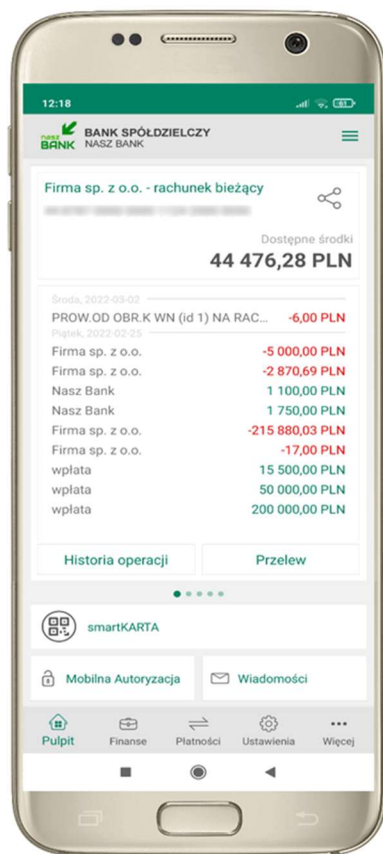 12:18
61
nasz BANK
BANK SPÓŁDZIELCZY
NASZ BANK
Firma sp. z o.o. - rachunek bieżący
Dostępne środki
44 476,28 PLN
Środa, 2022-03-02
PROW.OD OBR.K WN (id 1) NA RAC... -6,00 PLN
Piątek, 2022-02-25
Firma sp. z o.o. -5 000,00 PLN
Firma sp. z o.o. -2 870,69 PLN
Nasz Bank 1 100,00 PLN
Nasz Bank 1 750,00 PLN
Firma sp. z o.o. -215 880,03 PLN
Firma sp. z o.o. -17,00 PLN
wpłata 15 500,00 PLN
wpłata 50 000,00 PLN
wpłata 200 000,00 PLN
Historia operacji Przelew
smartKARTA
Mobilna Autoryzacja Wiadomości
Pulpit Finanse Płatności Ustawienia Więcej